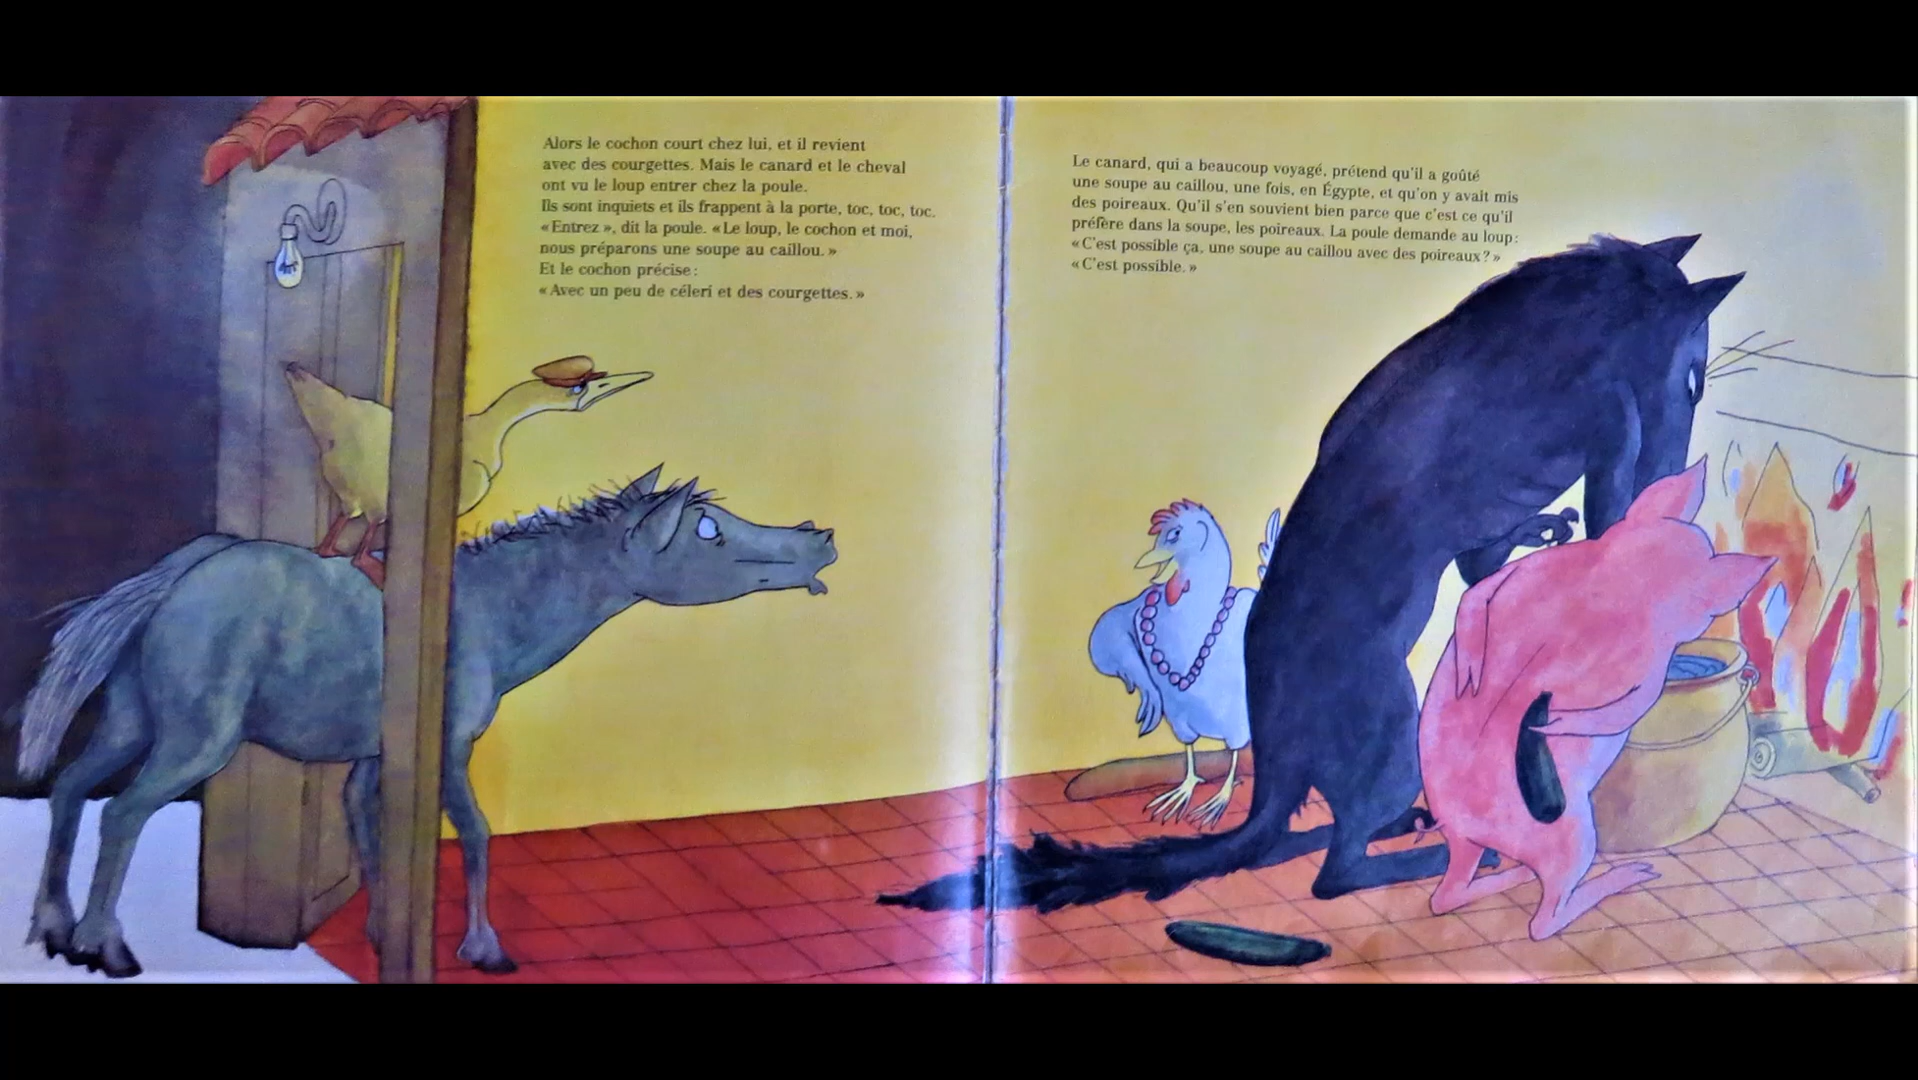 Alors le cochon court chez lui, et il revient
avec des courgettes. Mais le canard et le cheval
ont vu le loup entrer chez la poule.
Ils sont inquiets et ils frappent à la porte, toc, toc, toc.
« Entrez », dit la poule. « Le loup, le cochon et moi,
nous préparons une soupe au caillou. »
Et le cochon précise :
« Avec un peu de céleri et des courgettes. »
Le canard, qui a beaucoup voyagé, prétend qu'il a goûté
une soupe au caillou, une fois, en Égypte, et qu'on y avait mis
des poireaux. Qu'il s'en souvient bien parce que c'est ce qu'il
préfère dans la soupe, les poireaux. La poule demande au loup :
« C'est possible ça, une soupe au caillou avec des poireaux ? »
« C'est possible. »